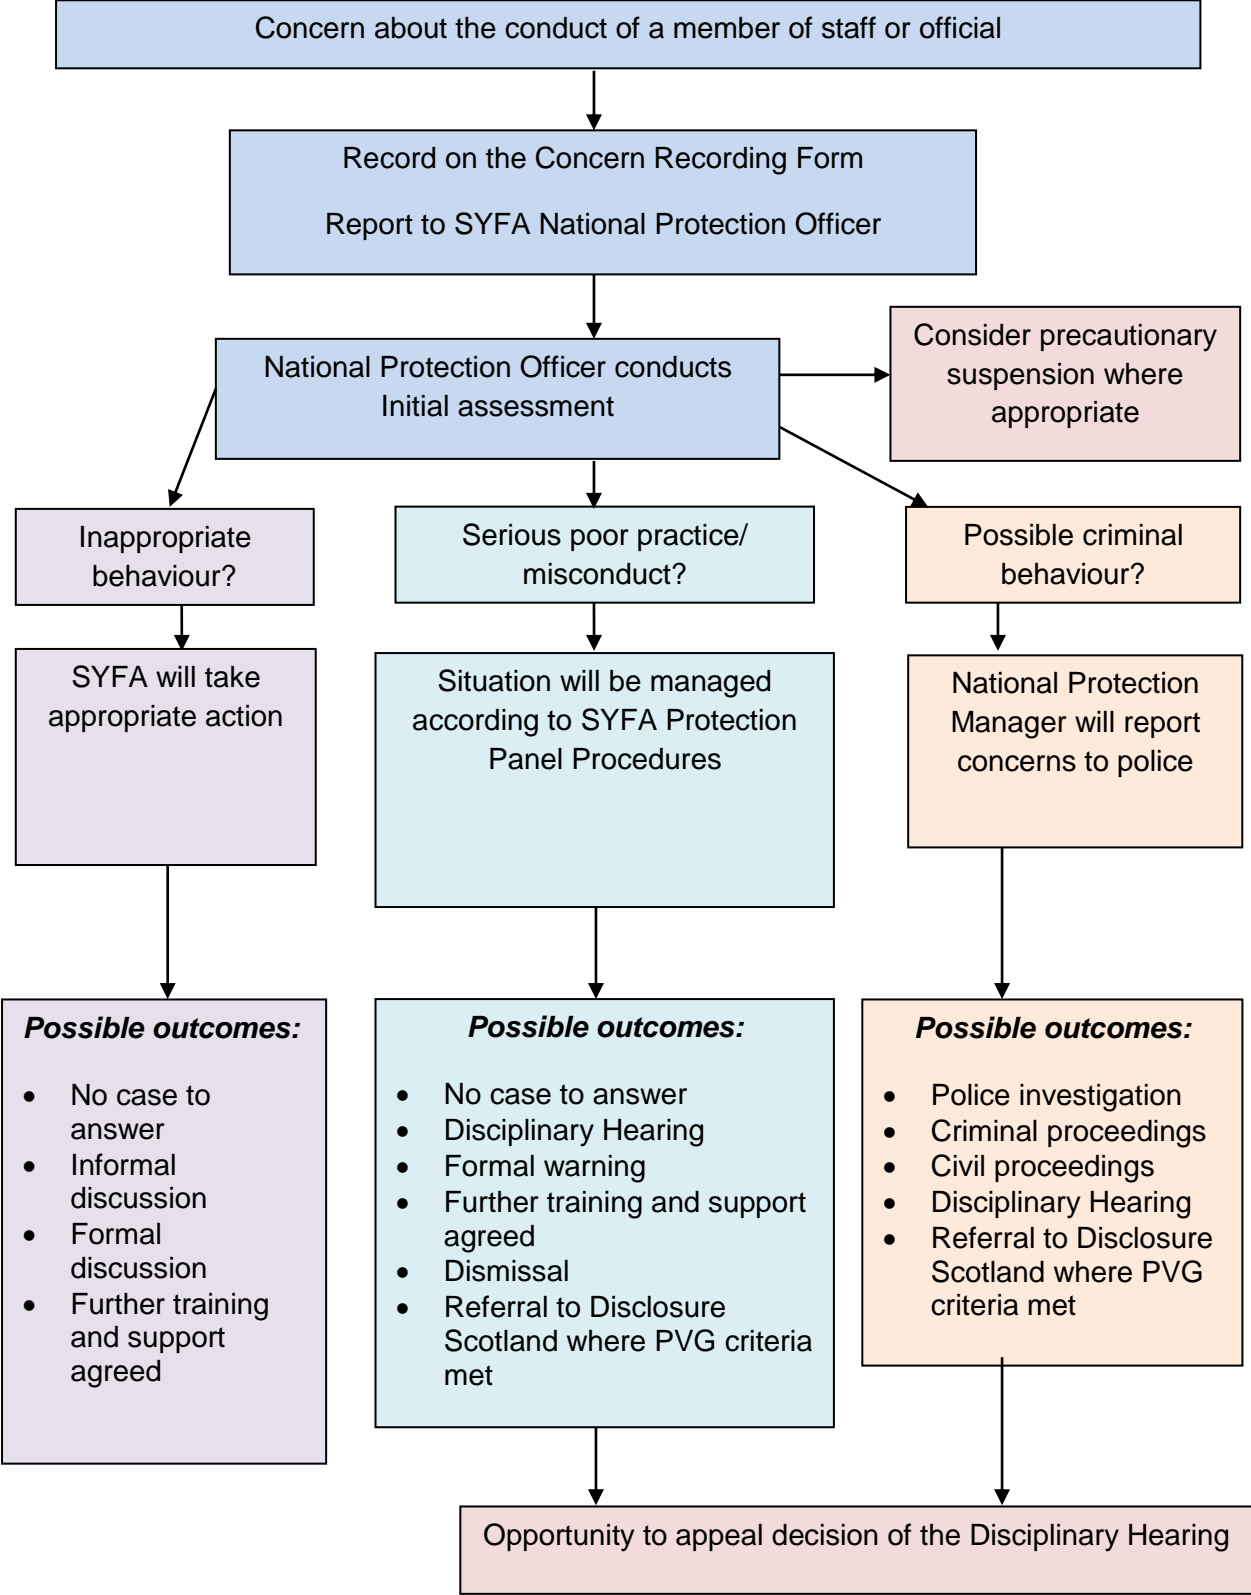 Concern about the conduct of a member of staff or official
Record on the Concern Recording Form
Report to SYFA National Protection Officer
National Protection Officer conducts
Initial assessment
Consider precautionary
suspension where
appropriate
Inappropriate
behaviour?
Serious poor practice/
misconduct?
Possible criminal
behaviour?
SYFA will take
appropriate action
Situation will be managed
according to SYFA Protection
Panel Procedures
National Protection
Manager will report
concerns to police
Possible outcomes:
• No case to
answer
• Informal
discussion
• Formal
discussion
• Further training
and support
agreed
Possible outcomes:
• No case to answer
• Disciplinary Hearing
• Formal warning
• Further training and support
agreed
• Dismissal
• Referral to Disclosure
Scotland where PVG criteria
met
Possible outcomes:
• Police investigation
• Criminal proceedings
• Civil proceedings
• Disciplinary Hearing
• Referral to Disclosure
Scotland where PVG
criteria met
Opportunity to appeal decision of the Disciplinary Hearing